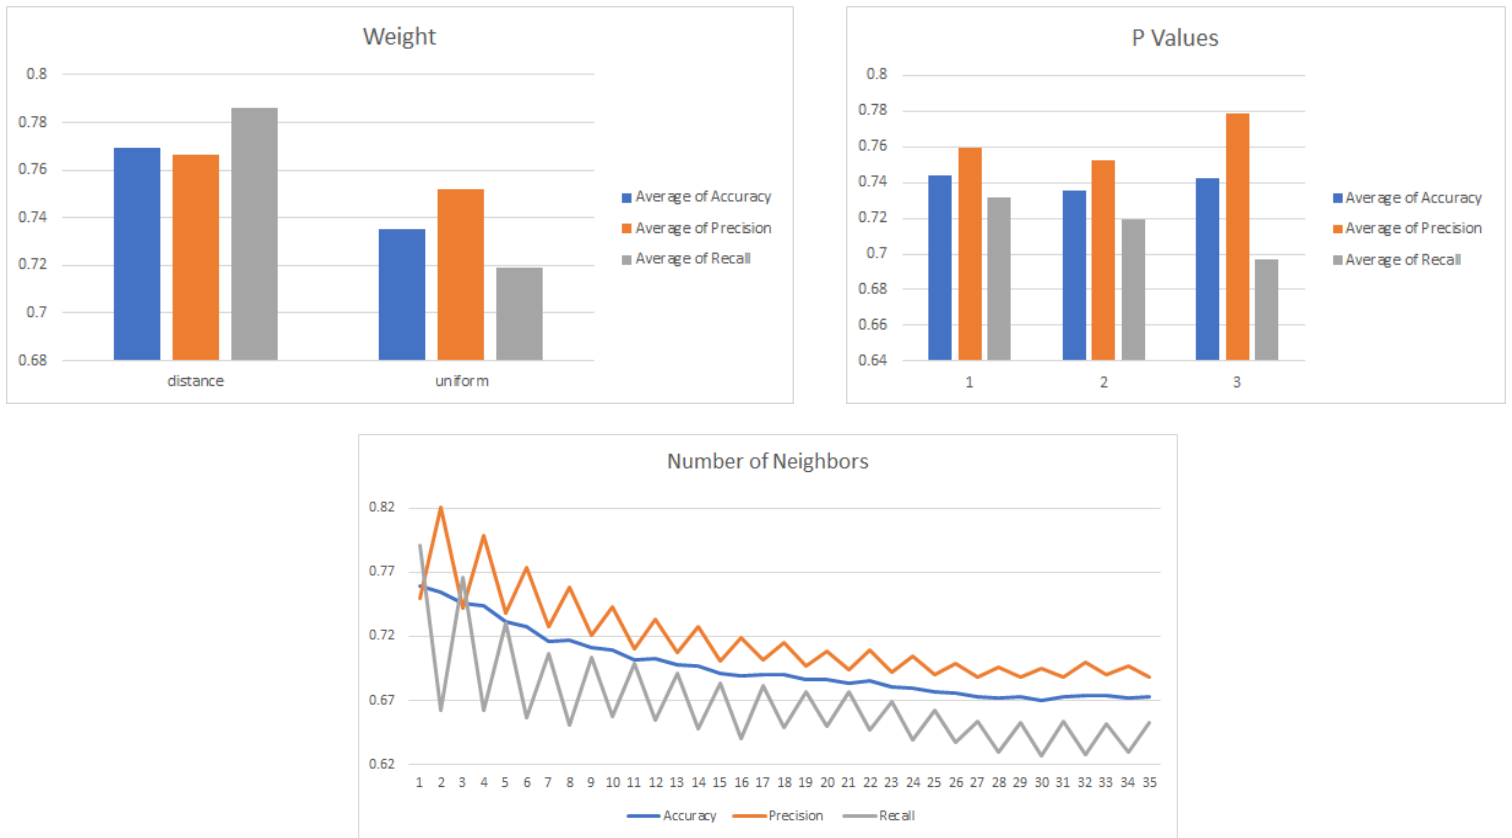 Weight
0.8
0.78
0.76
0.74
0.72
0.7
0.68
distance uniform
Average of Accuracy
Average of Precision
Average of Recall
P Values
0.8
0.78
0.76
0.74
0.72
0.7
0.68
0.66
0.64
1 2 3
Average of Accuracy
Average of Precision
Average of Recall
Number of Neighbors
0.82
0.77
0.72
0.67
0.62
1 2 3 4 5 6 7 8 9 10 11 12 13 14 15 16 17 18 19 20 21 22 23 24 25 26 27 28 29 30 31 32 33 34 35
Accuracy Precision Recall